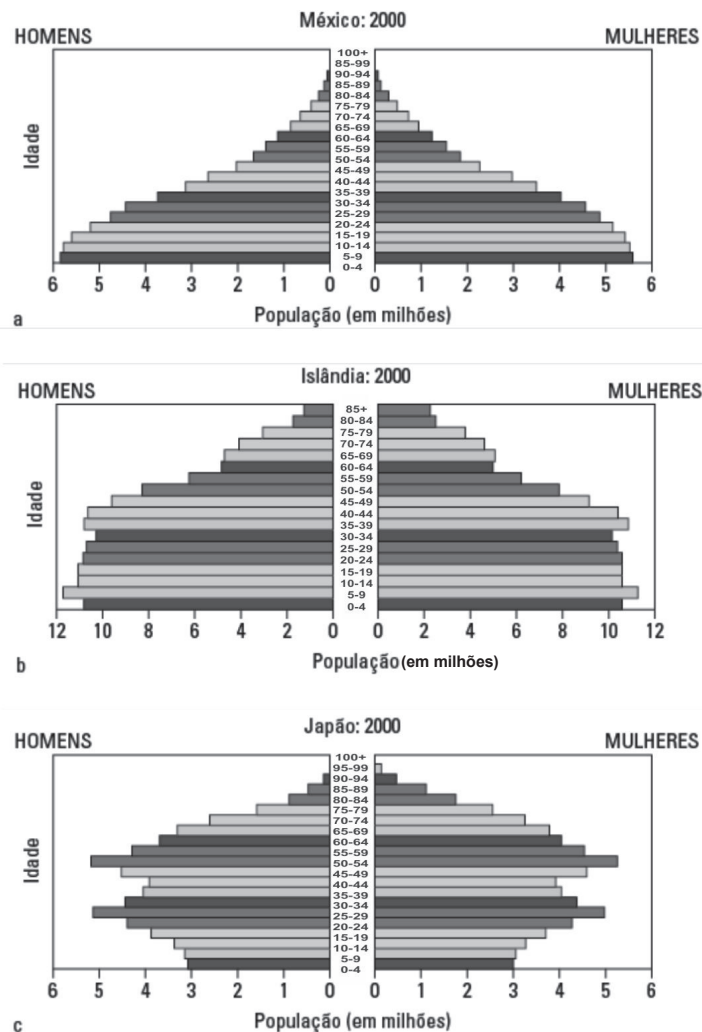 México: 2000
HOMENS
MULHERES
Idade
100+
85-99
90-94
85-89
80-84
75-79
70-74
65-69
60-64
55-59
50-54
45-49
40-44
35-39
30-34
25-29
20-24
15-19
10-14
5-9
0-4
6 5 4 3 2 1 0 0 1 2 3 4 5 6
População (em milhões)
a
Islândia: 2000
HOMENS
MULHERES
Idade
85+
80-84
75-79
70-74
65-69
60-64
55-59
50-54
45-49
40-44
35-39
30-34
25-29
20-24
15-19
10-14
5-9
0-4
12 10 8 6 4 2 0 0 2 4 6 8 10 12
População (em milhões)
b
Japão: 2000
HOMENS
MULHERES
Idade
100+
95-99
90-94
85-89
80-84
75-79
70-74
65-69
60-64
55-59
50-54
45-49
40-44
35-39
30-34
25-29
20-24
15-19
10-14
5-9
0-4
6 5 4 3 2 1 0 0 1 2 3 4 5 6
População (em milhões)
c